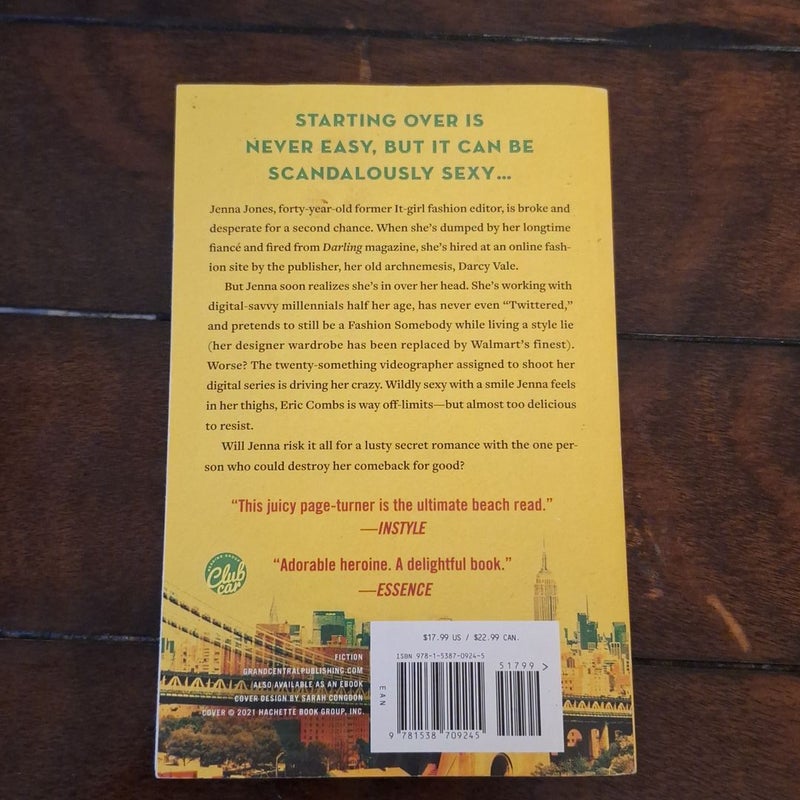 STARTING OVER IS
NEVER EASY, BUT IT CAN BE
SCANDALOUSLY SEXY...
Jenna Jones, forty-year-old former It-girl fashion editor, is broke and
desperate for a second chance. When she's dumped by her longtime
fiancé and fired from Darling magazine, she's hired at an online fash-
ion site by the publisher, her old archnemesis, Darcy Vale.
But Jenna soon realizes she's in over her head. She's working with
digital-savvy millennials half her age, has never even “Twittered,”
and pretends to still be a Fashion Somebody while living a style lie
(her designer wardrobe has been replaced by Walmart's finest).
Worse? The twenty-something videographer assigned to shoot her
digital series is driving her crazy. Wildly sexy with a smile Jenna feels
in her thighs, Eric Combs is way off-limits—but almost too delicious
to resist.
Will Jenna risk it all for a lusty secret romance with the one per-
son who could destroy her comeback for good?
“This juicy page-turner is the ultimate beach read.”
—INSTYLE
“Adorable heroine. A delightful book.”
—ESSENCE
Club
car
$17.99 US / $22.99 CAN.
ISBN 978-1-5387-0924-5
51799 >
EAN
9 781538 709245
FICTION
GRANDCENTRALPUBLISHING.COM
ALSO AVAILABLE AS AN EBOOK
COVER DESIGN BY SARAH CONGDON
COVER © 2021 HACHETTE BOOK GROUP, INC.